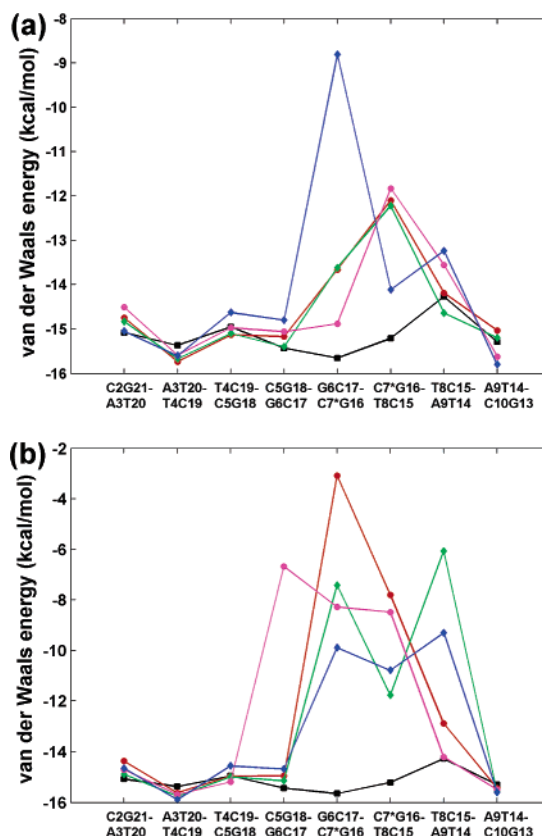 (a)
van der Waals energy (kcal/mol)
-8
-9
-10
-11
-12
-13
-14
-15
-16
C2G21- A3T20- T4C19- C5G18- G6C17- C7*G16- T8C15- A9T14-
A3T20 T4C19 C5G18 G6C17 C7*G16 T8C15 A9T14 C10G13
(b)
van der Waals energy (kcal/mol)
-2
-4
-6
-8
-10
-12
-14
-16
C2G21- A3T20- T4C19- C5G18- G6C17- C7*G16- T8C15- A9T14-
A3T20 T4C19 C5G18 G6C17 C7*G16 T8C15 A9T14 C10G13